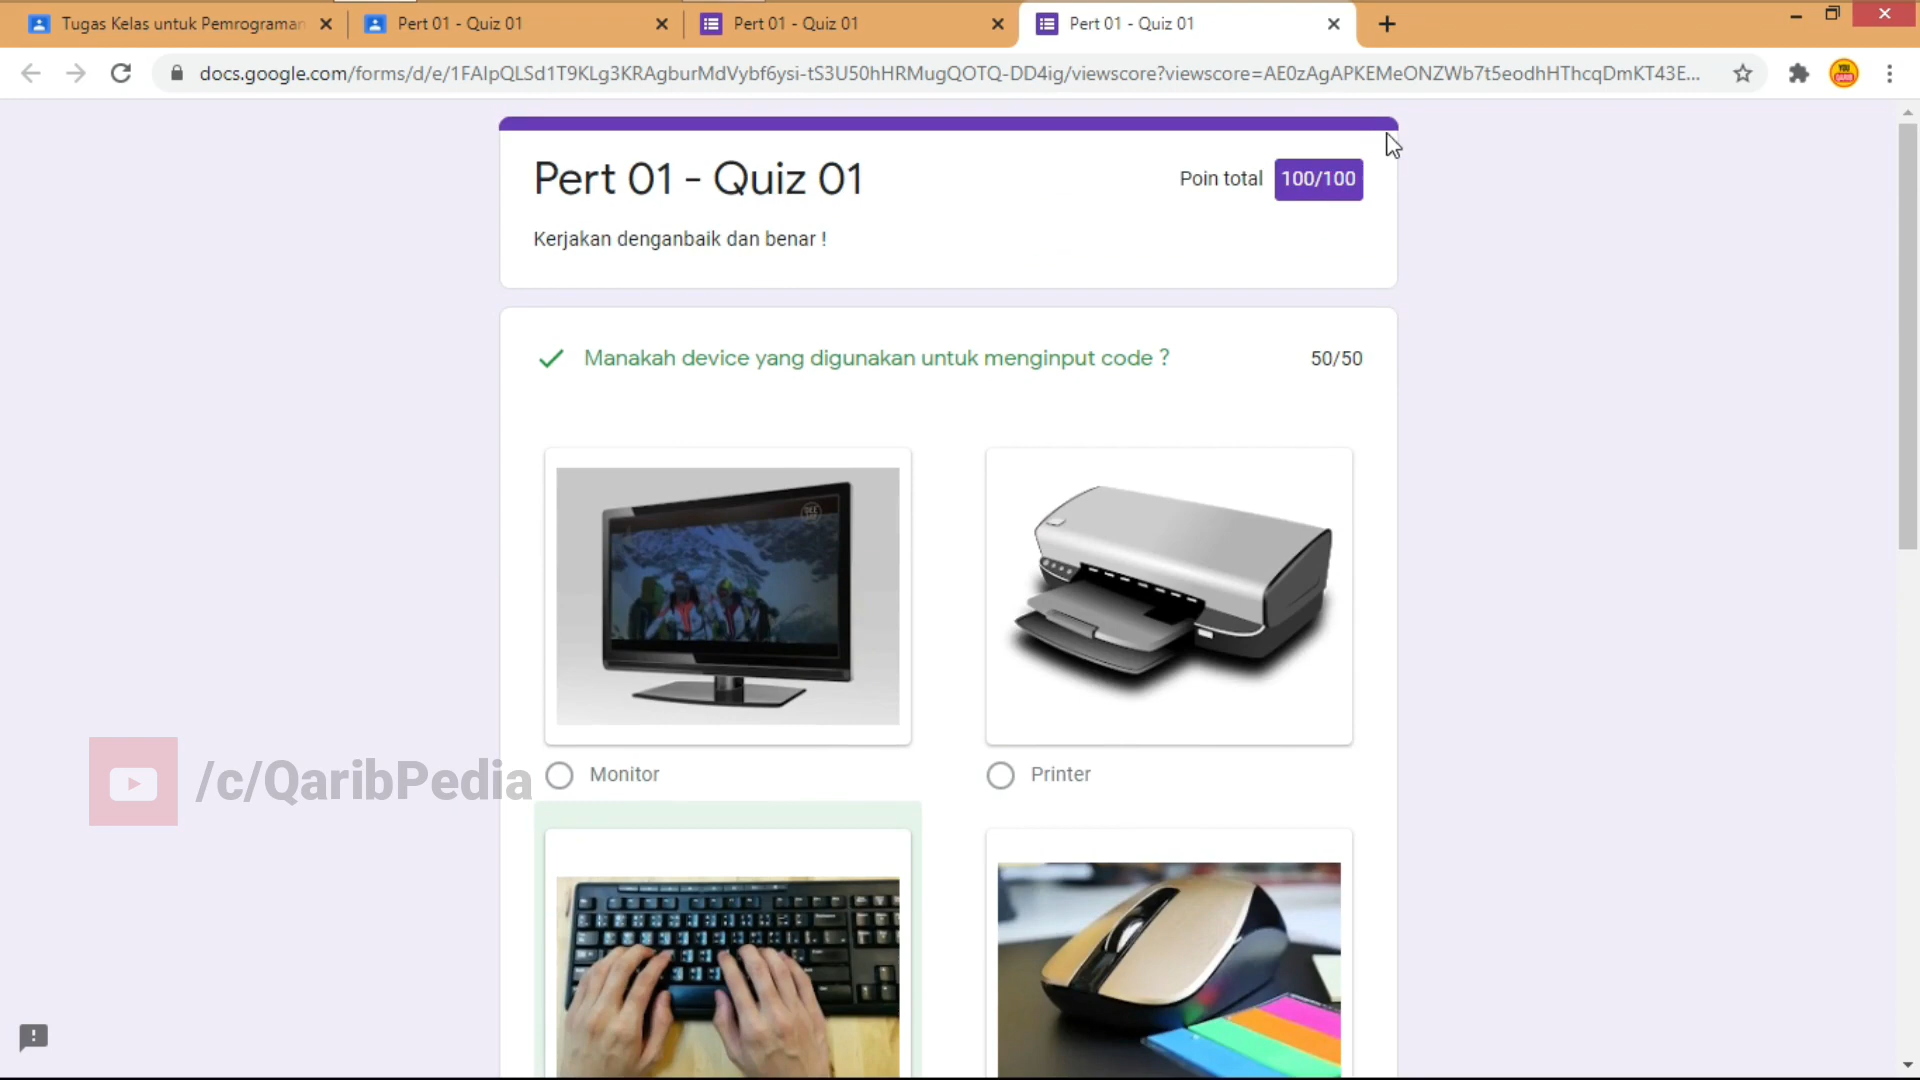 Tugas Kelas untuk Pemrograman
Pert 01 - Quiz 01
Pert 01 - Quiz 01
Pert 01 - Quiz 01
docs.google.com/forms/d/e/1FAIpQLSd1T9KLg3KRAgburMdVybf6ysi-tS3U50hHRMugQOTQ-DD4ig/viewscore?viewscore=AE0zAgAPKEMeONZWb7t5eodhHThcqDmKT43E...
Pert 01 - Quiz 01
Poin total 100/100
Kerjakan denganbaik dan benar !
Manakah device yang digunakan untuk menginput code ?
50/50
Monitor
Printer
/c/QaribPedia